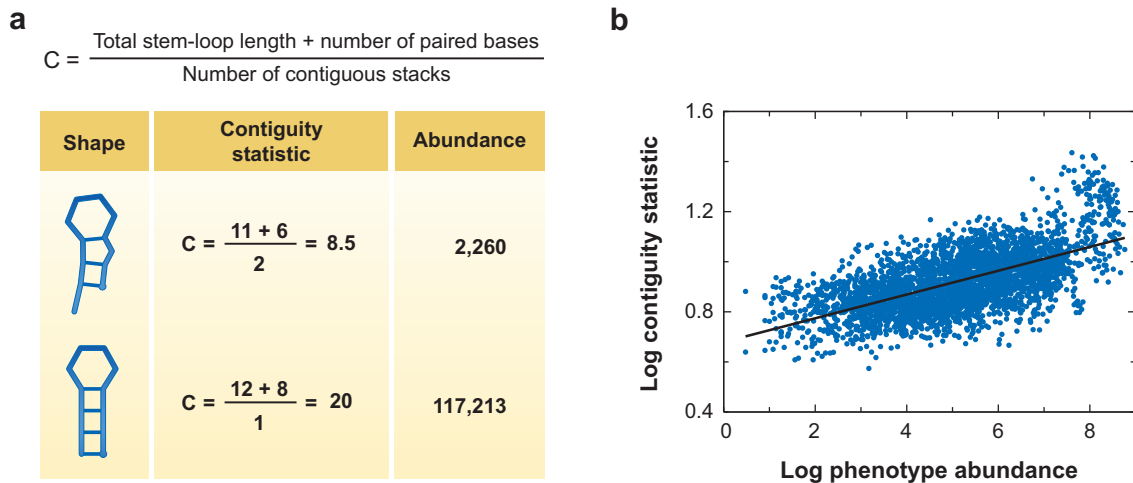 a
C = Total stem-loop length + number of paired bases
Number of contiguous stacks
Shape
Contiguity
statistic
Abundance
C = 11 + 6 / 2 = 8.5
2,260
C = 12 + 8 / 1 = 20
117,213
b
1.6
1.2
0.8
0.4
0
2
4
6
8
Log contiguity statistic
Log phenotype abundance